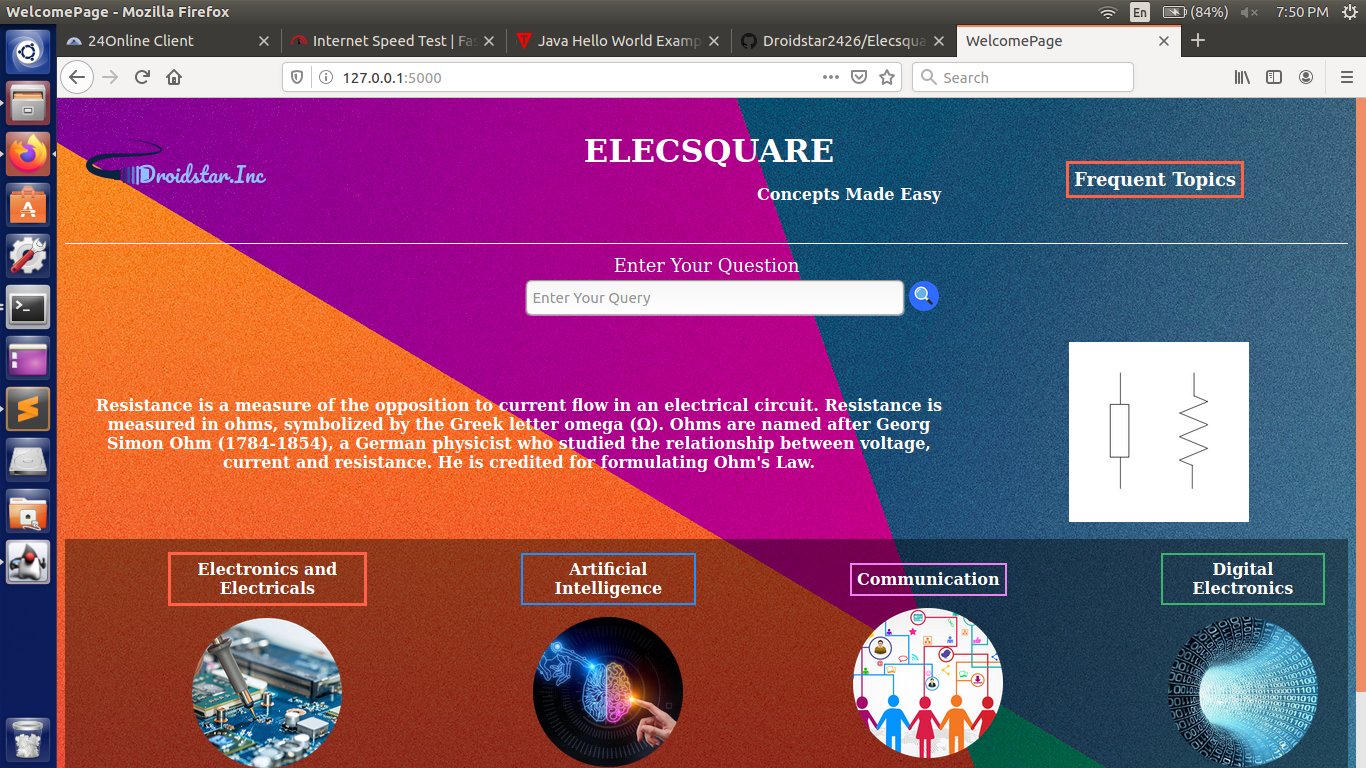 WelcomePage - Mozilla Firefox
En
(84%)
7:50 PM
24Online Client
Internet Speed Test | Fas
Java Hello World Examp
Droidstar2426/Elecsqua
WelcomePage
127.0.0.1:5000
Search
Droidstar.Inc
ELECSQUARE
Concepts Made Easy
Frequent Topics
Enter Your Question
Enter Your Query
Resistance is a measure of the opposition to current flow in an electrical circuit. Resistance is
measured in ohms, symbolized by the Greek letter omega (Ω). Ohms are named after Georg
Simon Ohm (1784-1854), a German physicist who studied the relationship between voltage,
current and resistance. He is credited for formulating Ohm's Law.
Electronics and
Electricals
Artificial
Intelligence
Communication
Digital
Electronics